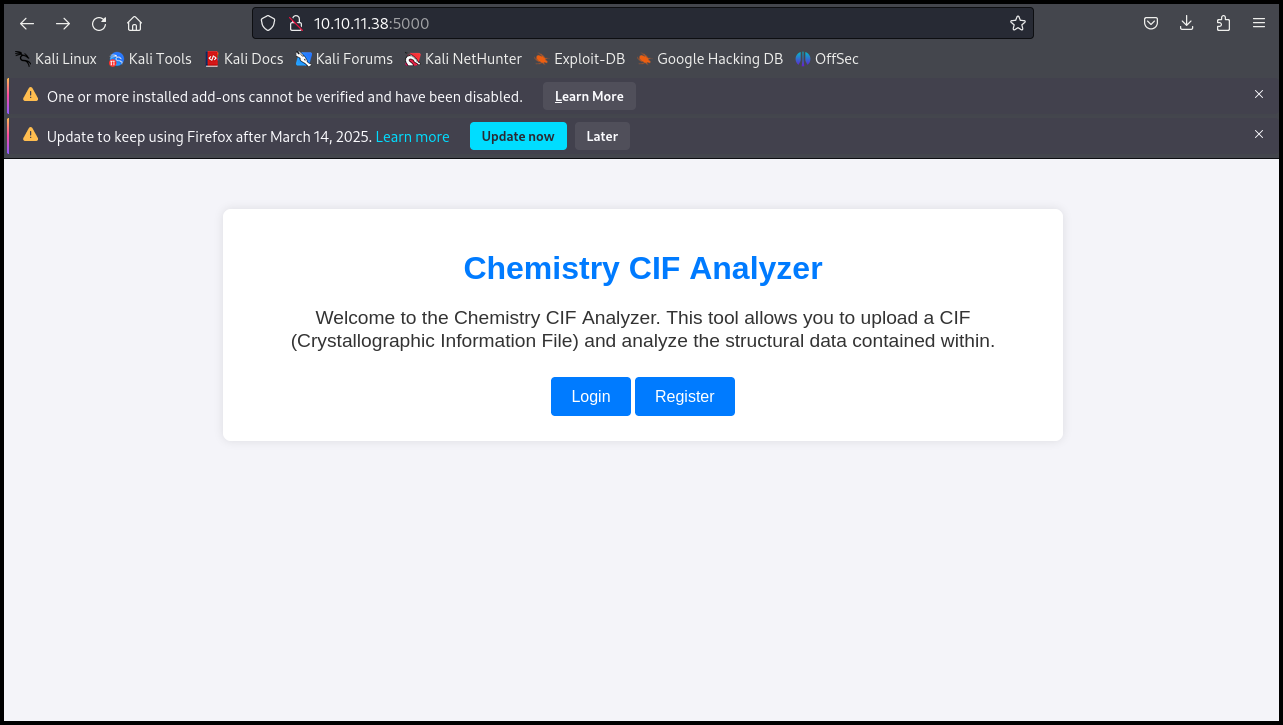 10.10.11.38:5000
Kali Linux Kali Tools Kali Docs Kali Forums Kali NetHunter Exploit-DB Google Hacking DB OffSec
One or more installed add-ons cannot be verified and have been disabled. Learn More
Update to keep using Firefox after March 14, 2025. Learn more Update now Later
Chemistry CIF Analyzer
Welcome to the Chemistry CIF Analyzer. This tool allows you to upload a CIF
(Crystallographic Information File) and analyze the structural data contained within.
Login Register